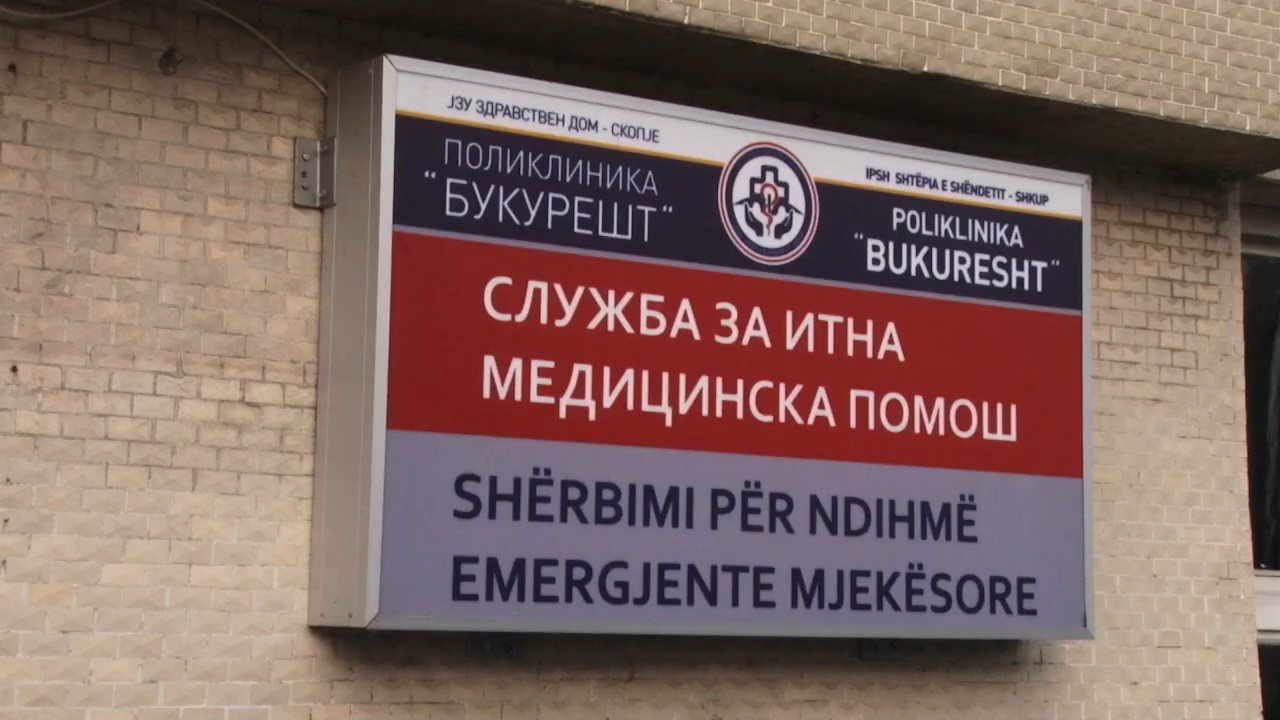 ЈЗУ ЗДРАВСТВЕН ДОМ - СКОПЈЕ
ПОЛИКЛИНИКА
“БУКУРЕШТ“
IPSH SHTËPIA E SHËNDETIT - SHKUP
POLIKLINIKA
“BUKURESHT“
СЛУЖБА ЗА ИТНА
МЕДИЦИНСКА ПОМОШ
SHËRBIMI PËR NDIHMË
EMERGJENTE MJEKËSORE